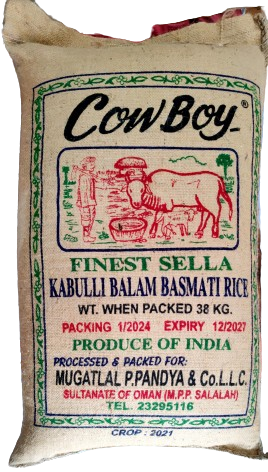 COWBOY®
FINEST SELLA
KABULLI BALAM BASMATI RICE
WT. WHEN PACKED 38 KG.
PACKING 1/2024 EXPIRY 12/2027
PRODUCE OF INDIA
PROCESSED & PACKED FOR:
MUGATLAL P.PANDYA & Co.L.L.C.
SULTANATE OF OMAN (M.P.P. SALALAH)
TEL. 23295116
CROP : 2021